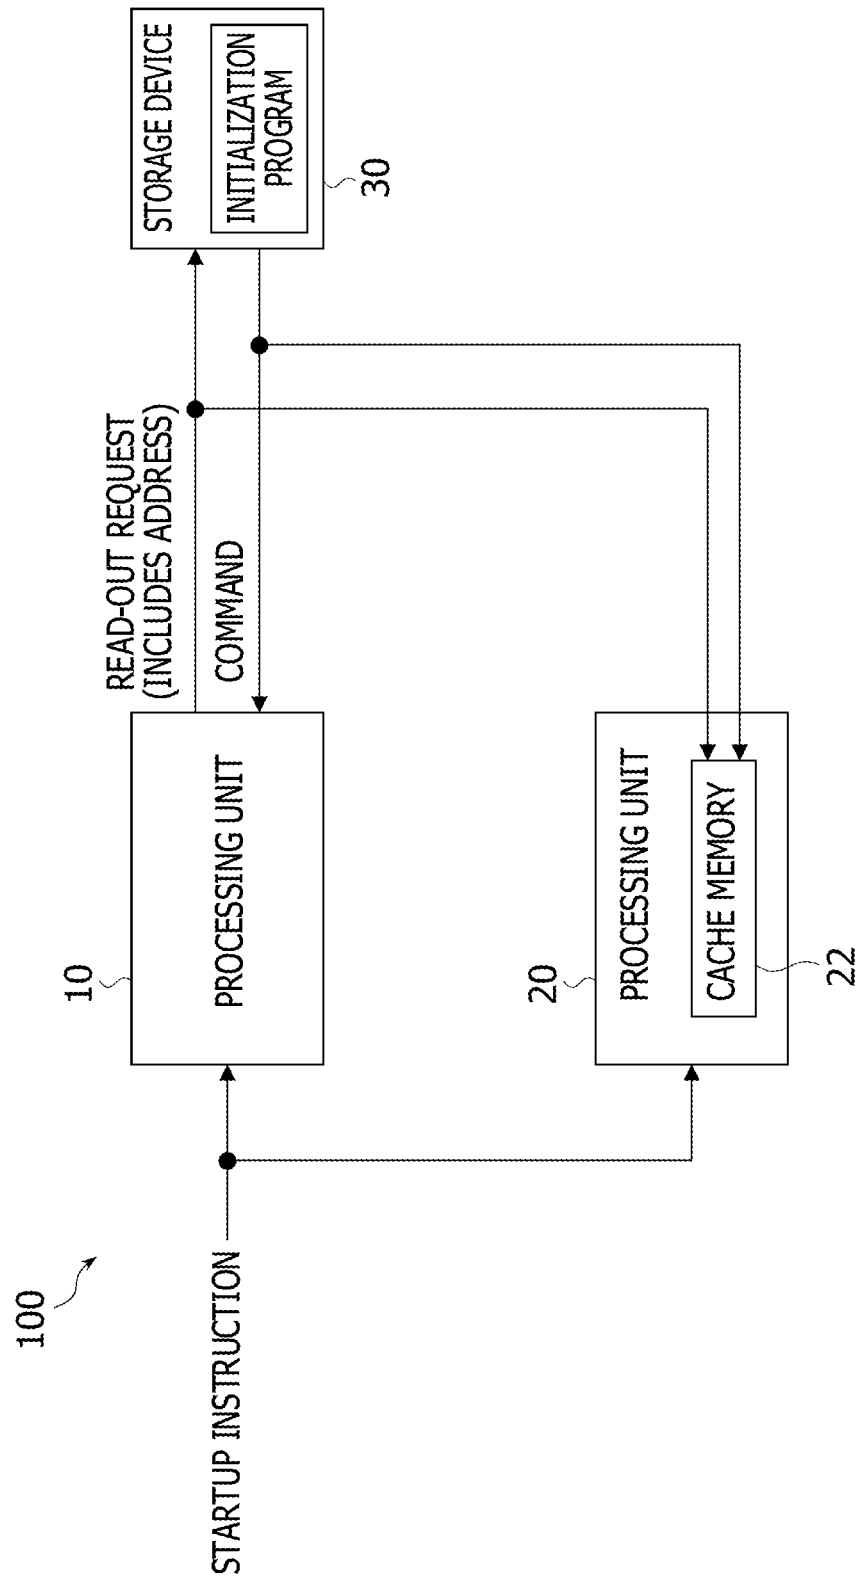 100
STARTUP INSTRUCTION
10
PROCESSING UNIT
READ-OUT REQUEST
(INCLUDES ADDRESS)
COMMAND
STORAGE DEVICE
INITIALIZATION
PROGRAM
30
20
PROCESSING UNIT
CACHE MEMORY
22